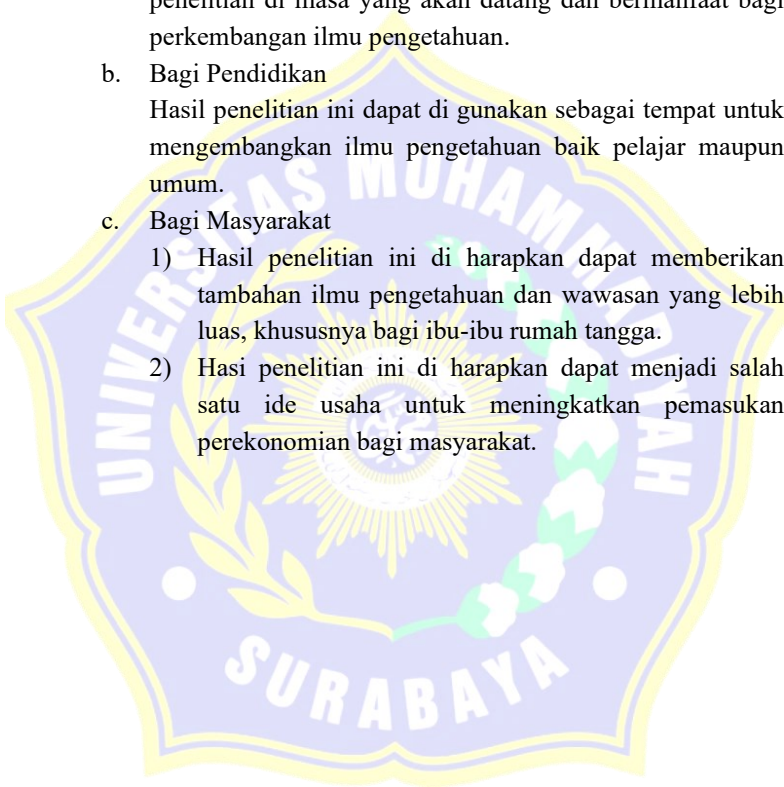 penelitian di masa yang akan datang dan bermanfaat bagi
perkembangan ilmu pengetahuan.
b. Bagi Pendidikan
Hasil penelitian ini dapat di gunakan sebagai tempat untuk
mengembangkan ilmu pengetahuan baik pelajar maupun
umum.
c. Bagi Masyarakat
1) Hasil penelitian ini di harapkan dapat memberikan
tambahan ilmu pengetahuan dan wawasan yang lebih
luas, khususnya bagi ibu-ibu rumah tangga.
2) Hasi penelitian ini di harapkan dapat menjadi salah
satu ide usaha untuk meningkatkan pemasukan
perekonomian bagi masyarakat.
UNIVERSITAS MUHAMMADIYAH
SURABAYA